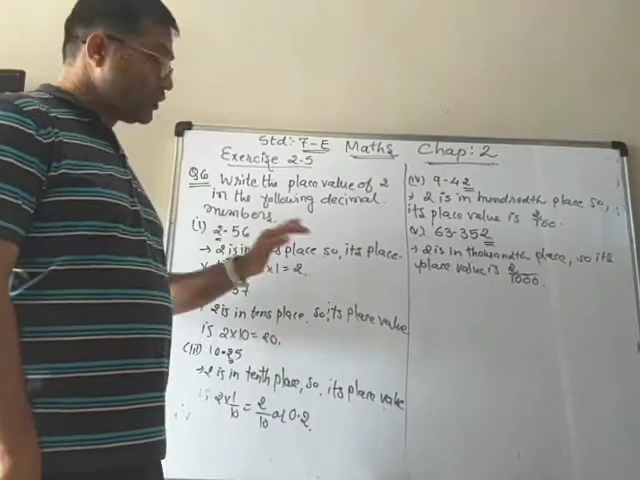 Std:- 7-E Maths Chap: 2
Exercise 2.5
Q6 Write the place value of 2
in the following decimal
numbers.
(i) 2.56
→ 2 is in place so, its place
×1 = 2.
37
2 is in tens place. so, its place value
is 2×10 = 20.
(iii) 10.25
→ 2 is in tenth place, so, its place value
is 2×1/10 = 2/10 or 0.2.
(iv) 9.42
→ 2 is in hundredth place so,
its place value is 2/100.
(v) 63.352
→ 2 is in thousandth place, so its
place value is 2/1000.